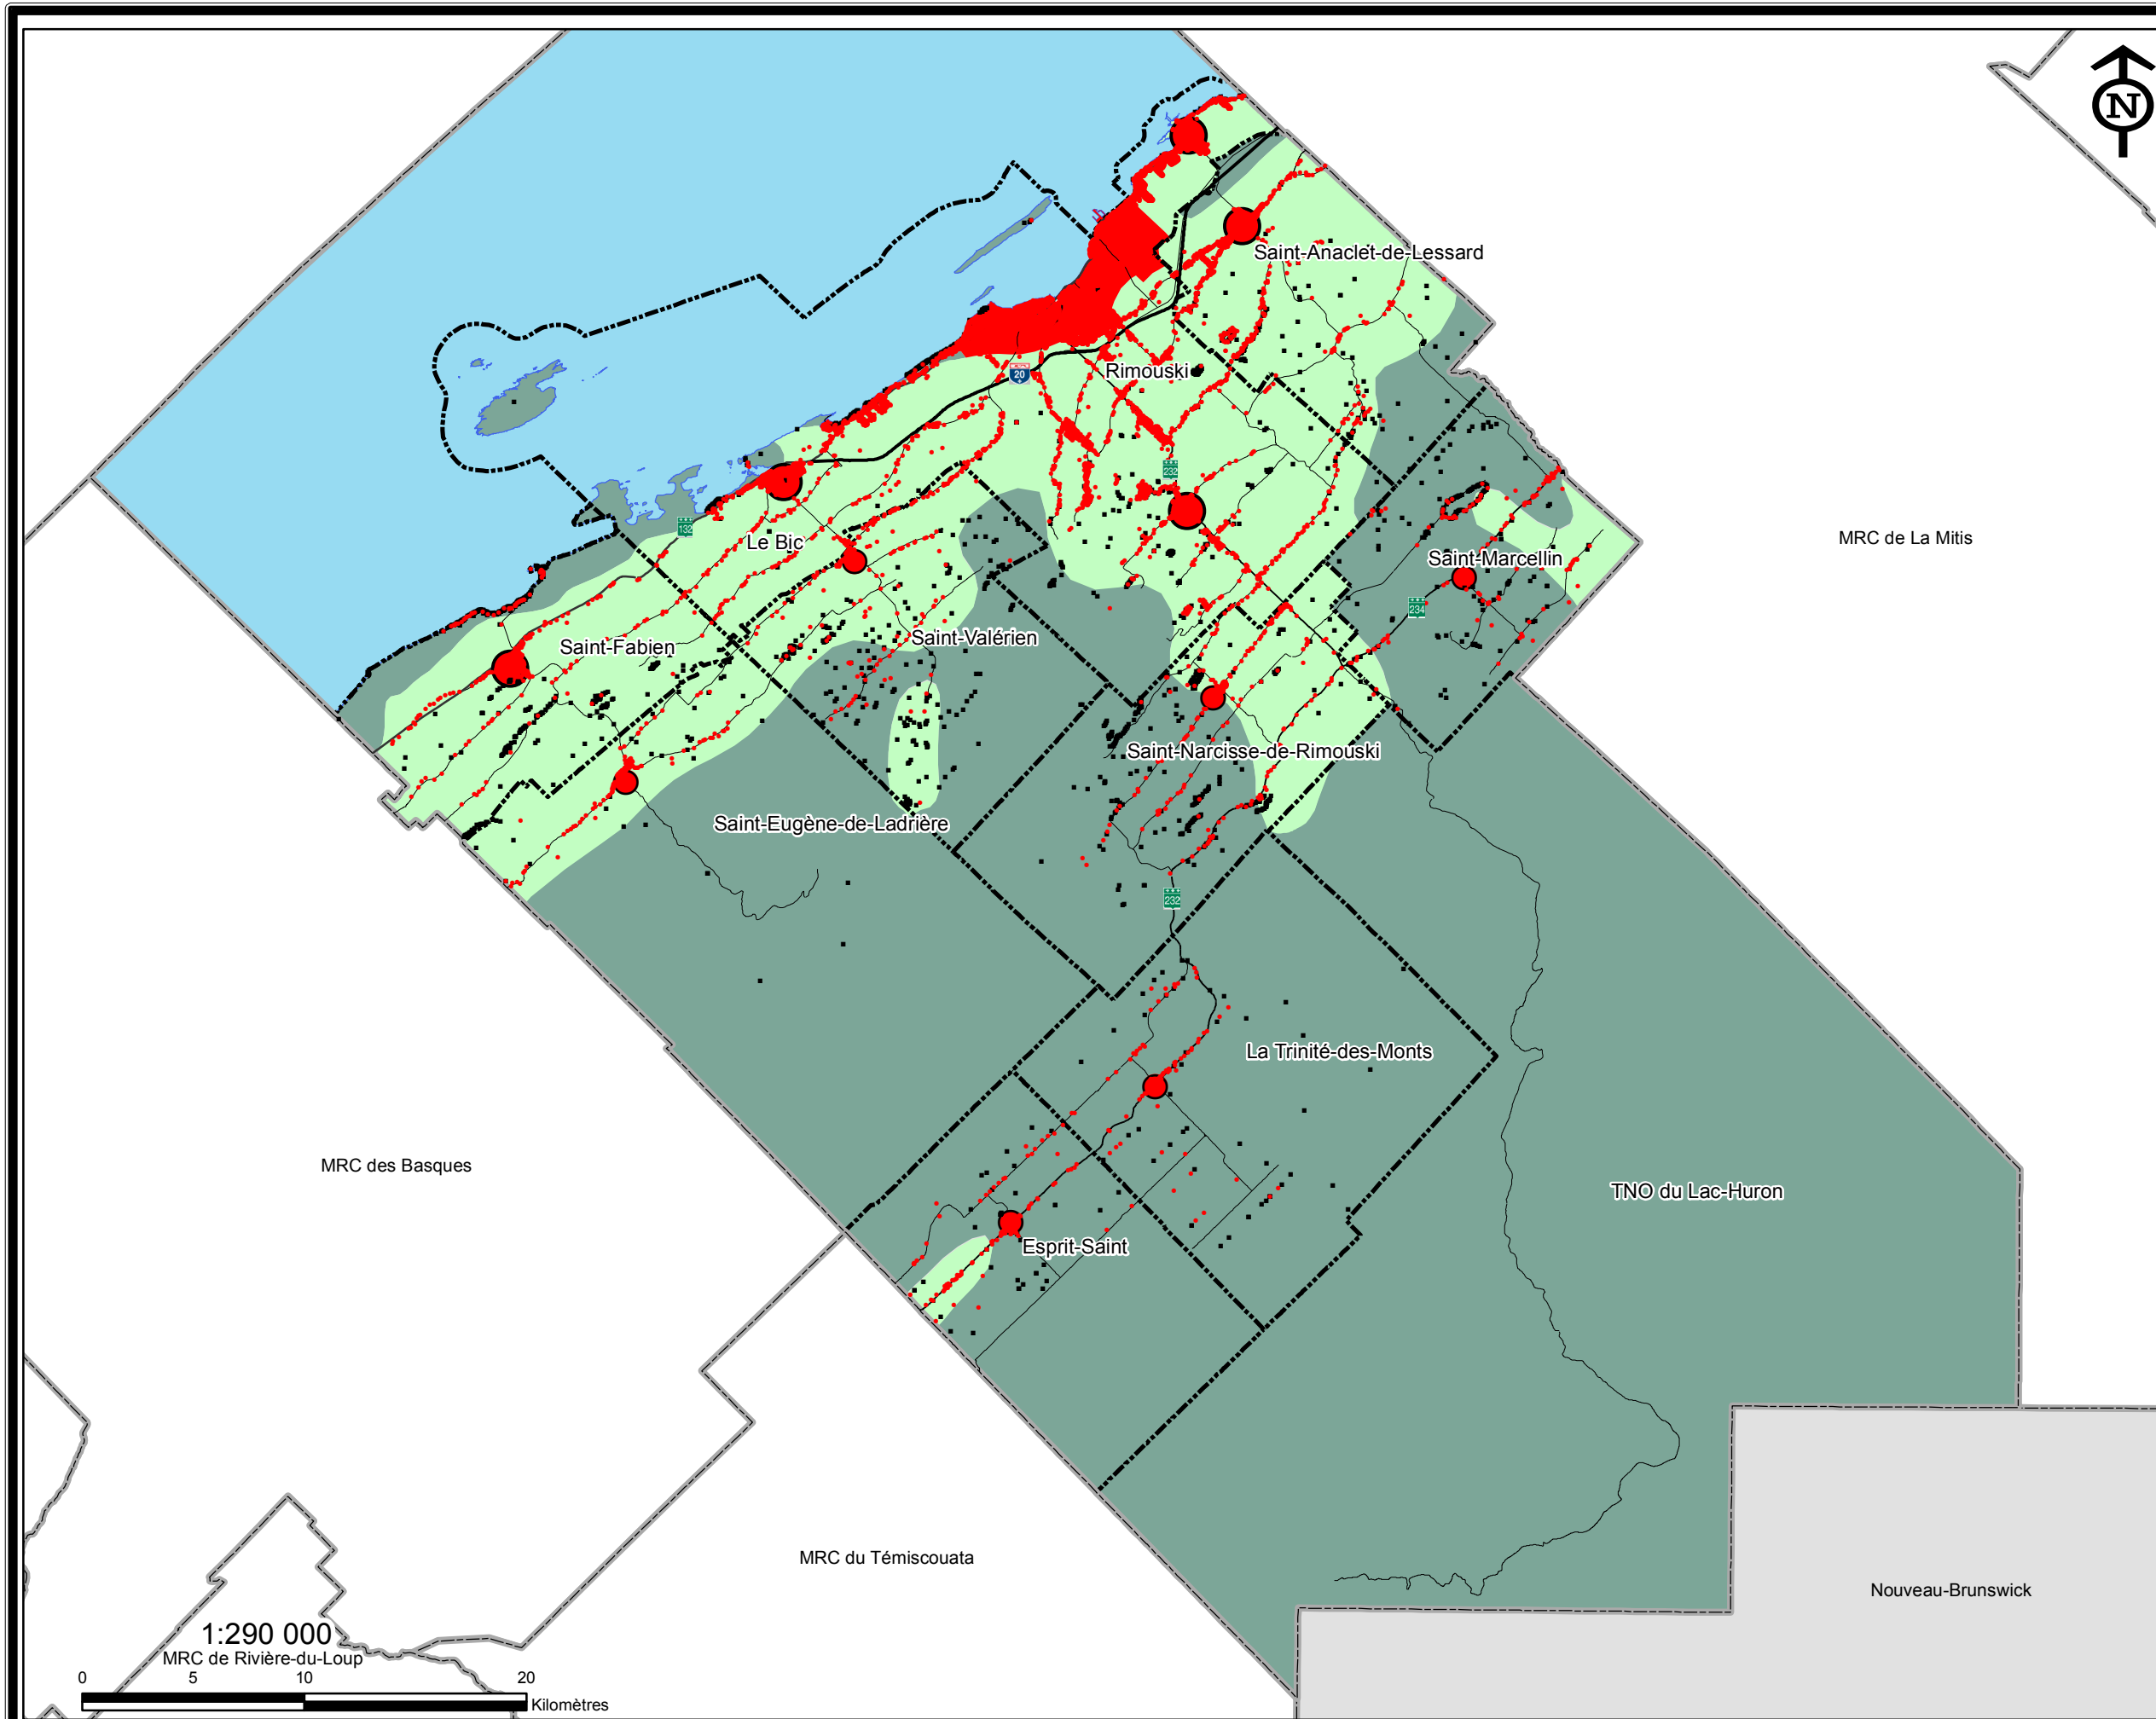 N
Saint-Anaclet-de-Lessard
Rimouski
20
232
132
Le Bic
MRC de La Mitis
Saint-Marcellin
234
Saint-Valérien
Saint-Fabien
Saint-Narcisse-de-Rimouski
Saint-Eugène-de-Ladrière
232
La Trinité-des-Monts
MRC des Basques
TNO du Lac-Huron
Esprit-Saint
MRC du Témiscouata
Nouveau-Brunswick
1:290 000
MRC de Rivière-du-Loup
0 5 10 20
Kilomètres